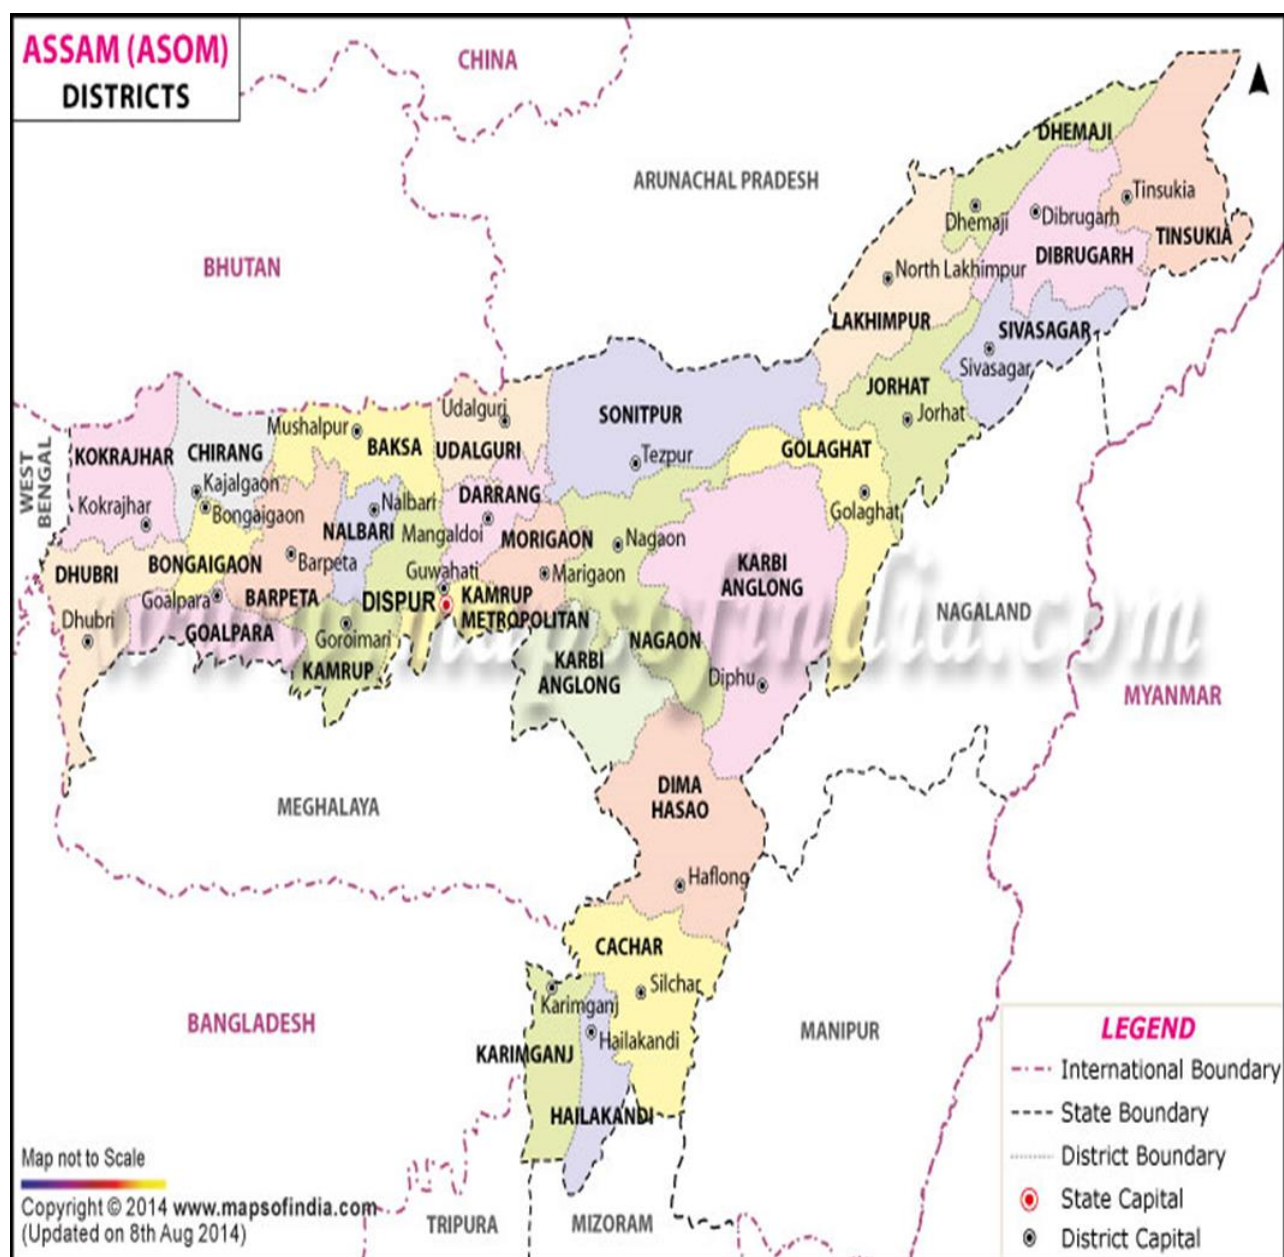 ASSAM (ASOM)
DISTRICTS
CHINA
ARUNACHAL PRADESH
BHUTAN
DHEMAJI
Dhemaji
Tinsukia
TINSUKIA
Dibrugarh
DIBRUGARH
North Lakhimpur
LAKHIMPUR
SIVASAGAR
Sivasagar
JORHAT
Jorhat
WEST
BENGAL
KOKRAJHAR
Kokrajhar
CHIRANG
Kajalgaon
Mushalpur
BAKSA
Udalguri
UDALGURI
SONITPUR
Tezpur
GOLAGHAT
Golaghat
Bongaigaon
BONGAIGAON
Nalbari
NALBARI
DARRANG
Mangaldoi
MORIGAON
Marigaon
Nagaon
KARBI
ANGLONG
DHUBRI
Dhubri
Barpeta
BARPETA
Goalpara
GOALPARA
Guwahati
DISPUR
KAMRUP
METROPOLITAN
Goroimari
KAMRUP
KARBI
ANGLONG
NAGAON
Diphu
NAGALAND
MYANMAR
www.mapsofindia.com
MEGHALAYA
DIMA
HASAO
Haflong
CACHAR
Silchar
Karimganj
KARIMGANJ
Hailakandi
HAILAKANDI
BANGLADESH
MANIPUR
TRIPURA
MIZORAM
LEGEND
International Boundary
State Boundary
District Boundary
State Capital
District Capital
Map not to Scale
Copyright © 2014 www.mapsofindia.com
(Updated on 8th Aug 2014)